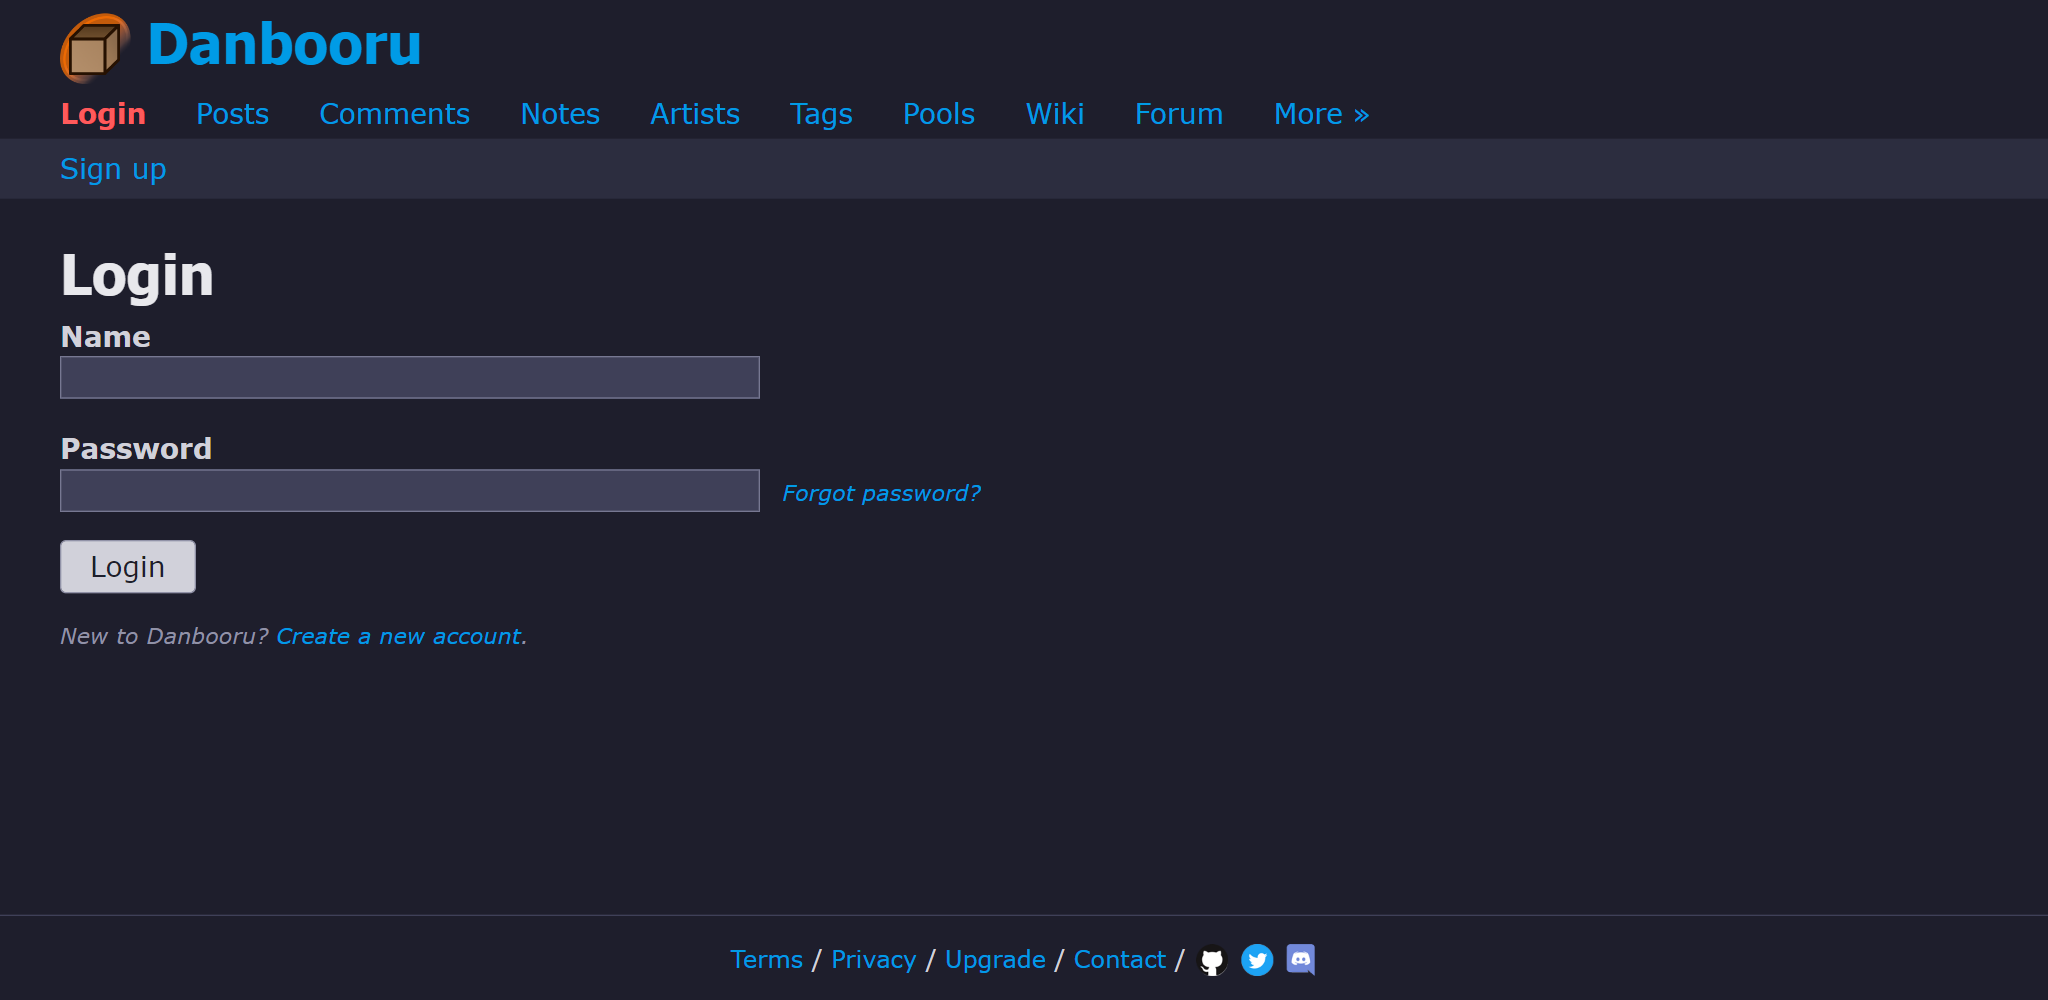 Danbooru
Login Posts Comments Notes Artists Tags Pools Wiki Forum More »
Sign up
Login
Name
Password
Forgot password?
Login
New to Danbooru? Create a new account.
Terms / Privacy / Upgrade / Contact /